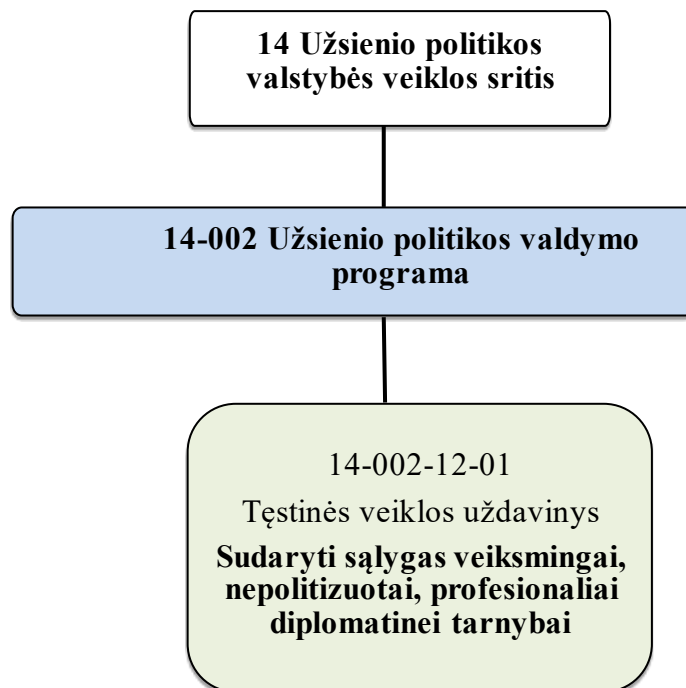 14 Užsienio politikos
valstybės veiklos sritis
14-002 Užsienio politikos valdymo
programa
14-002-12-01
Tęstinės veiklos uždavinys
Sudaryti sąlygas veiksmingai,
nepolitizuotai, profesionaliai
diplomatinei tarnybai